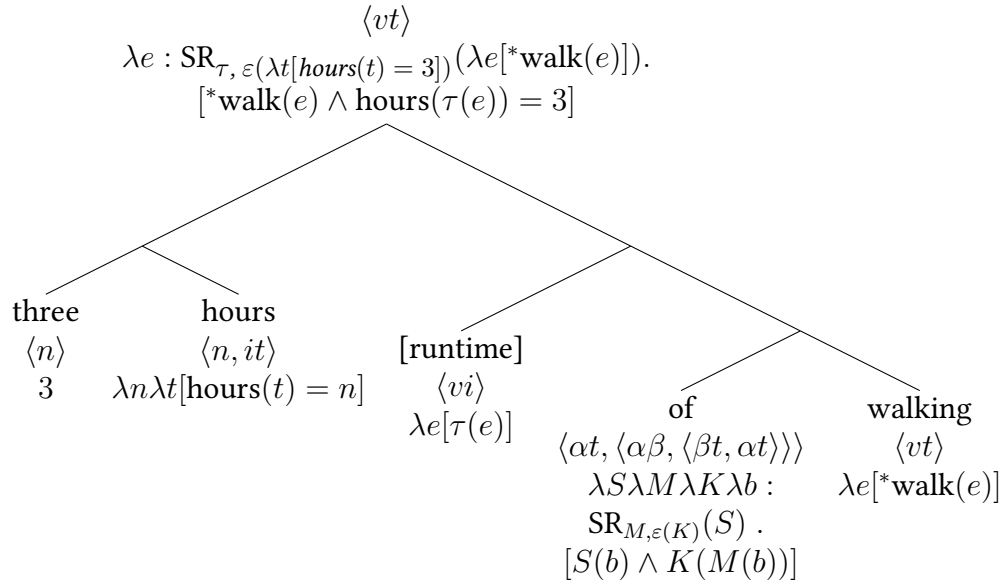 ⟨vt⟩
λe : SR_{τ, ε(λt[hours(t) = 3])}(λe[*walk(e)]).
[*walk(e) ∧ hours(τ(e)) = 3]
three
⟨n⟩
3
hours
⟨n, it⟩
λnλt[hours(t) = n]
[runtime]
⟨vi⟩
λe[τ(e)]
of
⟨αt, ⟨αβ, ⟨βt, αt⟩⟩⟩
λSλMλKλb :
SR_{M,ε(K)}(S) .
[S(b) ∧ K(M(b))]
walking
⟨vt⟩
λe[*walk(e)]